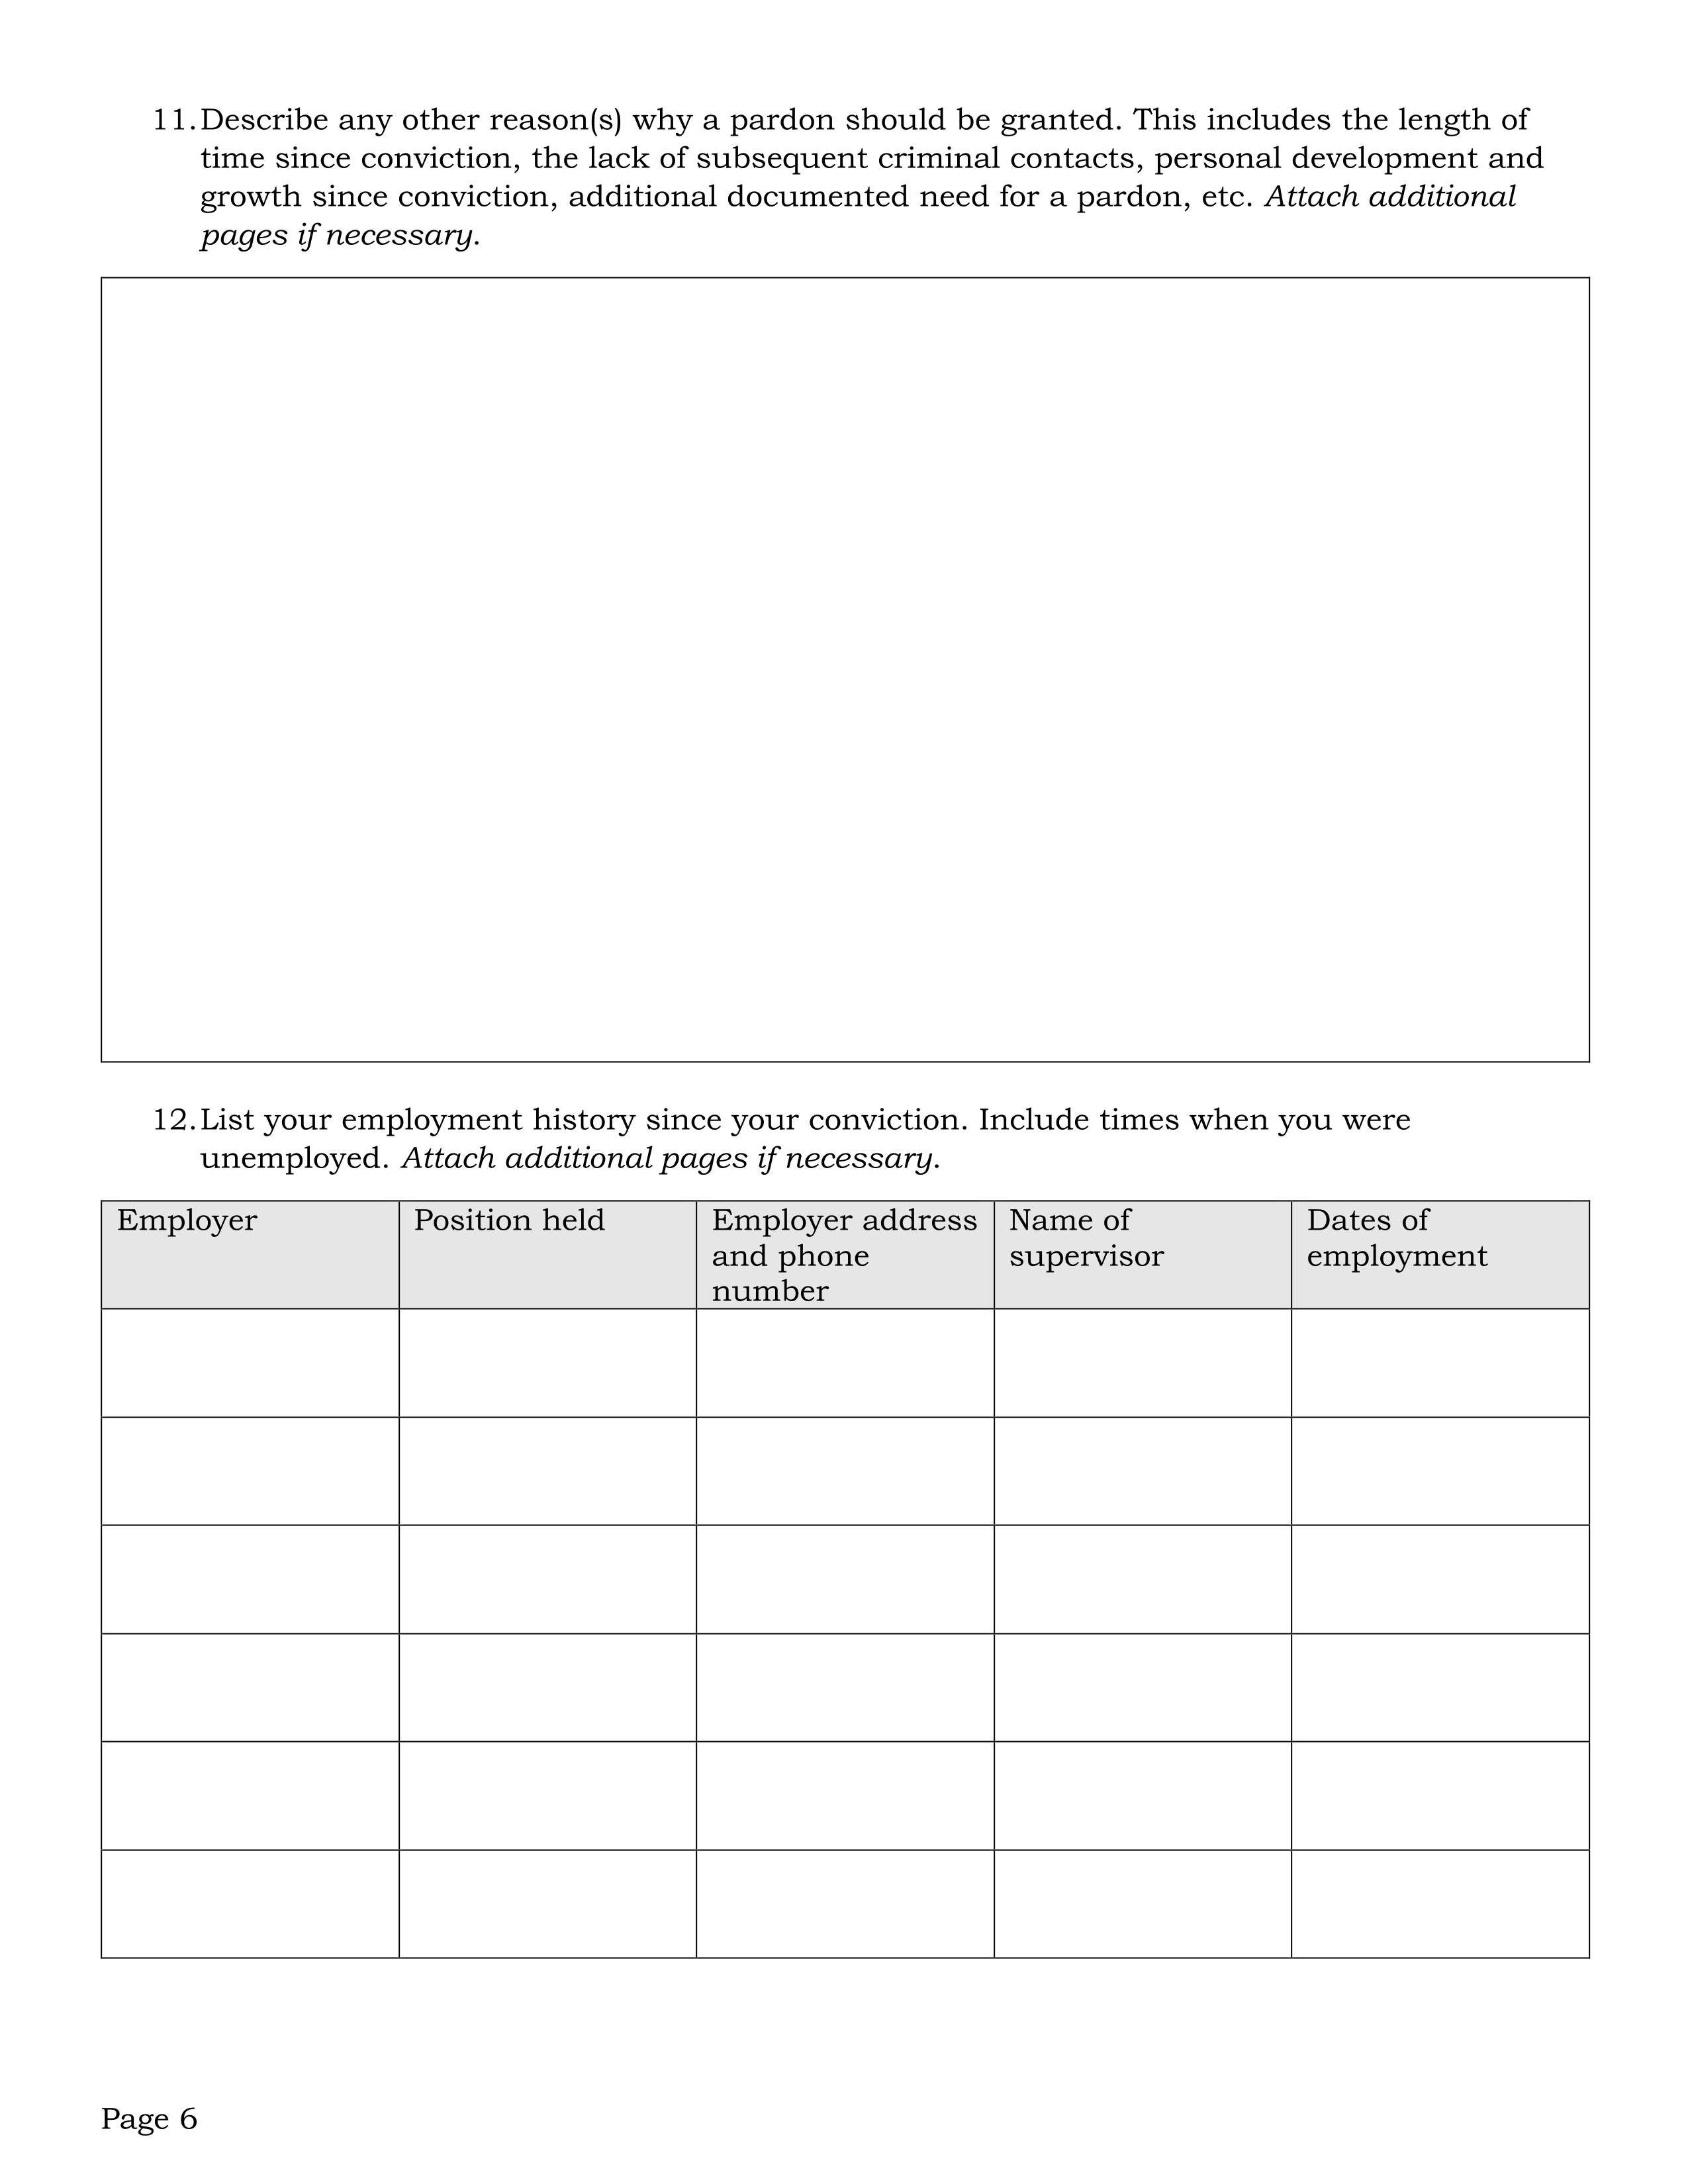 11. Describe any other reason(s) why a pardon should be granted. This includes the length of
time since conviction, the lack of subsequent criminal contacts, personal development and
growth since conviction, additional documented need for a pardon, etc. Attach additional
pages if necessary.
12. List your employment history since your conviction. Include times when you were
unemployed. Attach additional pages if necessary.
Employer
Position held
Employer address
and phone
number
Name of
supervisor
Dates of
employment
Page 6